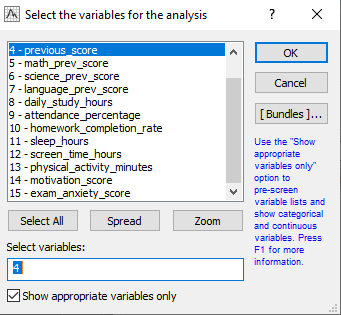 Select the variables for the analysis
4 - previous_score
5 - math_prev_score
6 - science_prev_score
7 - language_prev_score
8 - daily_study_hours
9 - attendance_percentage
10 - homework_completion_rate
11 - sleep_hours
12 - screen_time_hours
13 - physical_activity_minutes
14 - motivation_score
15 - exam_anxiety_score
OK
Cancel
[ Bundles ]...
Use the "Show
appropriate
variables only"
option to
pre-screen
variable lists and
show categorical
and continuous
variables. Press
F1 for more
information.
Select All
Spread
Zoom
Select variables:
4
Show appropriate variables only